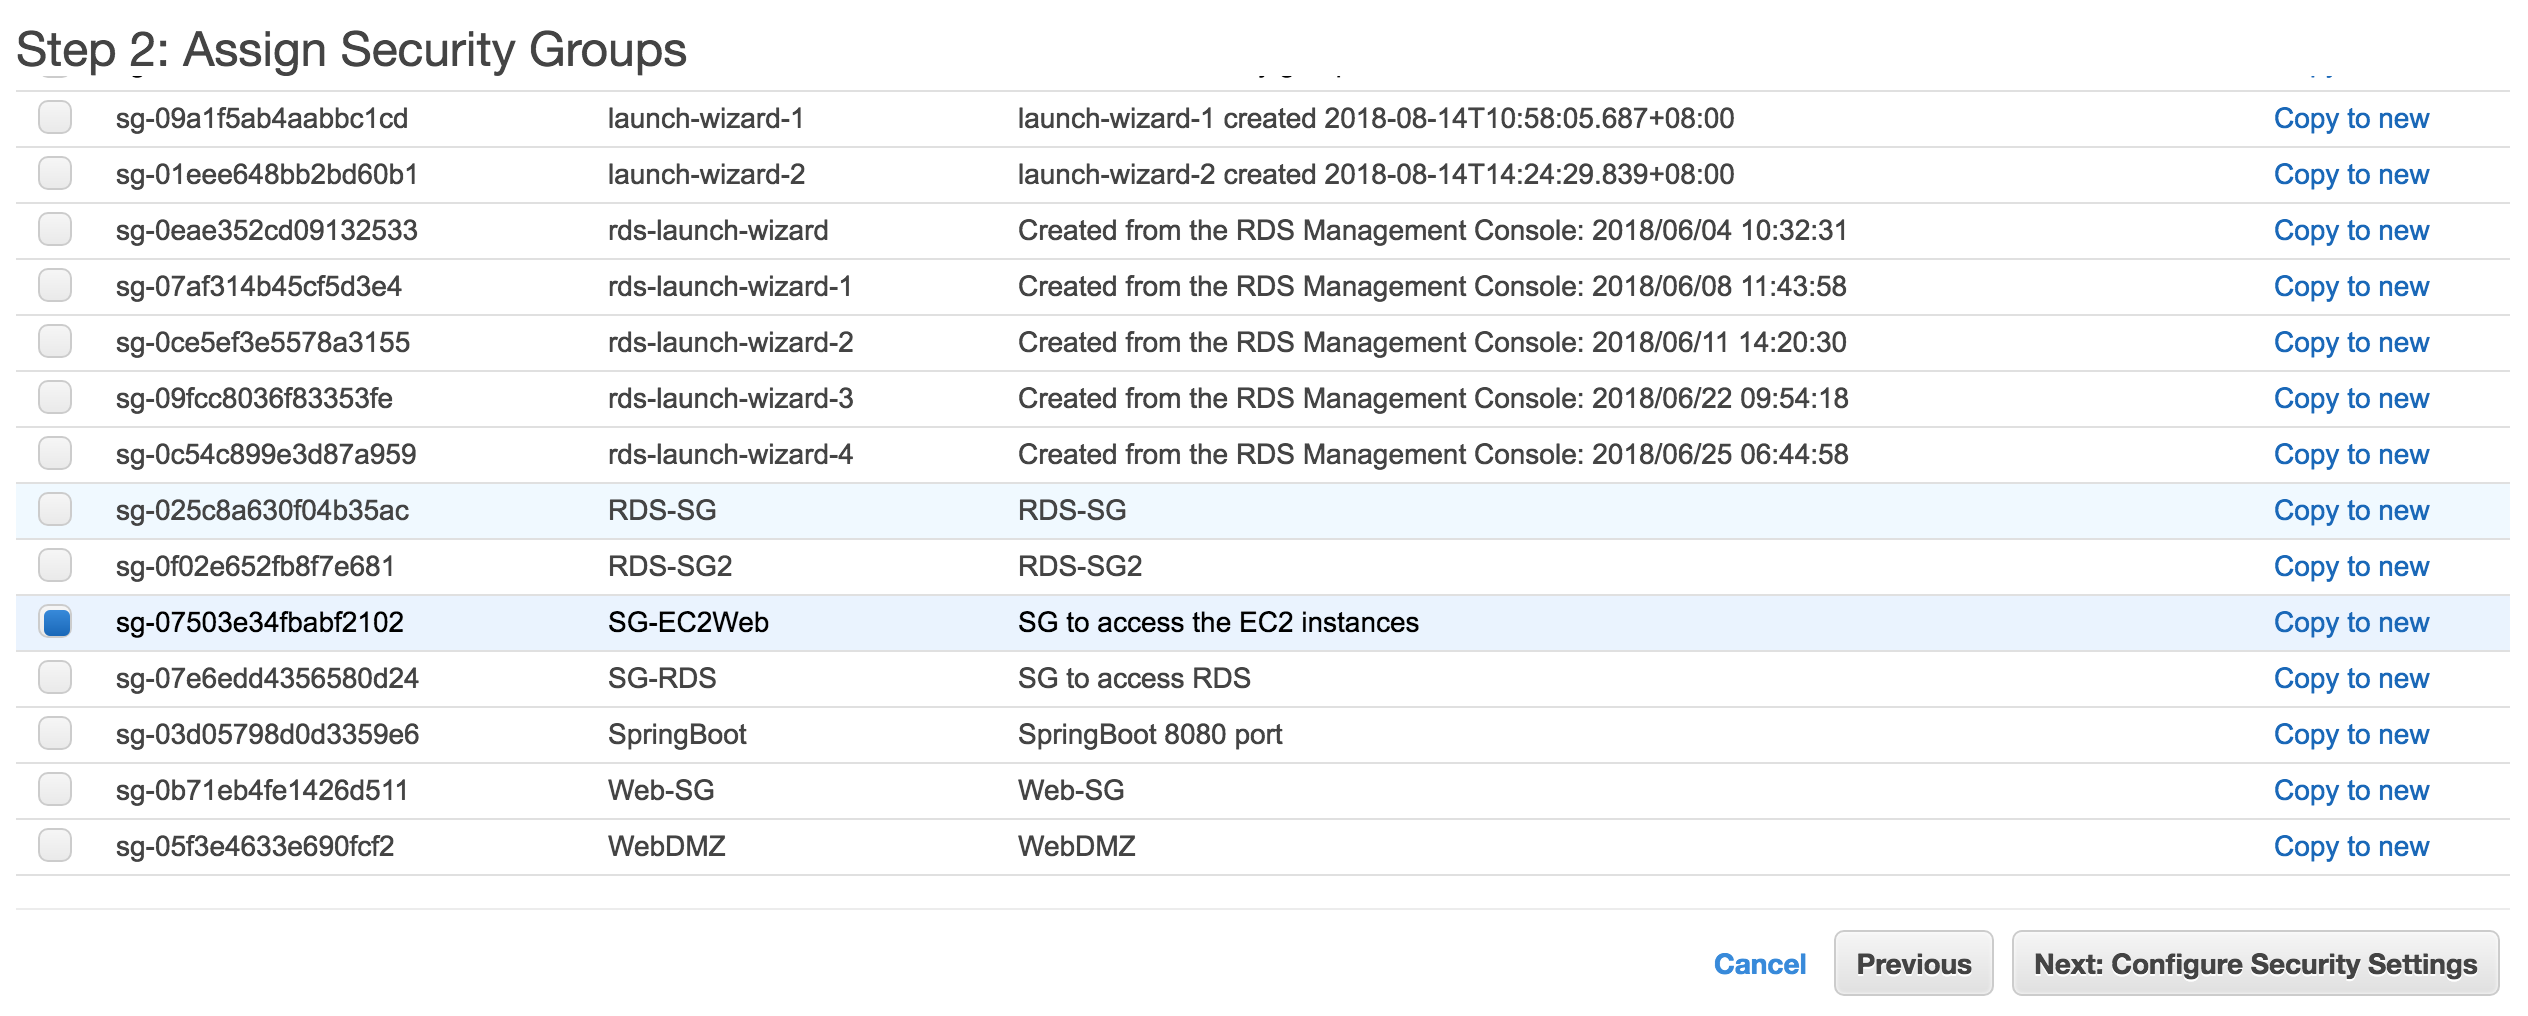 Step 2: Assign Security Groups
sg-09a1f5ab4aabbc1cd launch-wizard-1 launch-wizard-1 created 2018-08-14T10:58:05.687+08:00 Copy to new
sg-01eee648bb2bd60b1 launch-wizard-2 launch-wizard-2 created 2018-08-14T14:24:29.839+08:00 Copy to new
sg-0eae352cd09132533 rds-launch-wizard Created from the RDS Management Console: 2018/06/04 10:32:31 Copy to new
sg-07af314b45cf5d3e4 rds-launch-wizard-1 Created from the RDS Management Console: 2018/06/08 11:43:58 Copy to new
sg-0ce5ef3e5578a3155 rds-launch-wizard-2 Created from the RDS Management Console: 2018/06/11 14:20:30 Copy to new
sg-09fcc8036f83353fe rds-launch-wizard-3 Created from the RDS Management Console: 2018/06/22 09:54:18 Copy to new
sg-0c54c899e3d87a959 rds-launch-wizard-4 Created from the RDS Management Console: 2018/06/25 06:44:58 Copy to new
sg-025c8a630f04b35ac RDS-SG RDS-SG Copy to new
sg-0f02e652fb8f7e681 RDS-SG2 RDS-SG2 Copy to new
sg-07503e34fbabf2102 SG-EC2Web SG to access the EC2 instances Copy to new
sg-07e6edd4356580d24 SG-RDS SG to access RDS Copy to new
sg-03d05798d0d3359e6 SpringBoot SpringBoot 8080 port Copy to new
sg-0b71eb4fe1426d511 Web-SG Web-SG Copy to new
sg-05f3e4633e690fcf2 WebDMZ WebDMZ Copy to new
Cancel Previous Next: Configure Security Settings